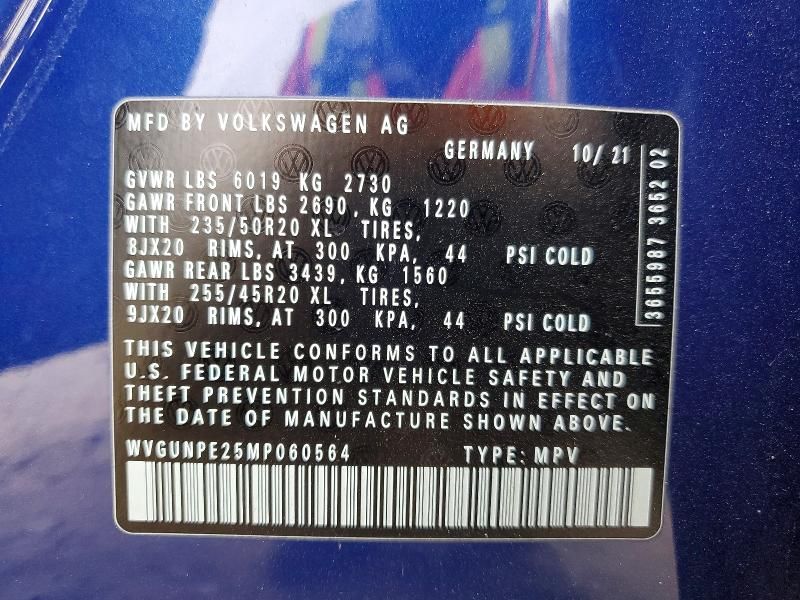 MFD BY VOLKSWAGEN AG
GERMANY 10/ 21
GVWR LBS 6019 KG 2730
GAWR FRONT LBS 2690, KG 1220
WITH 235/50R20 XL TIRES,
8JX20 RIMS, AT 300 KPA, 44 PSI COLD
GAWR REAR LBS 3439, KG 1560
WITH 255/45R20 XL TIRES,
9JX20 RIMS, AT 300 KPA, 44 PSI COLD
3655987 3652 02
THIS VEHICLE CONFORMS TO ALL APPLICABLE
U.S. FEDERAL MOTOR VEHICLE SAFETY AND
THEFT PREVENTION STANDARDS IN EFFECT ON
THE DATE OF MANUFACTURE SHOWN ABOVE.
WVGUNPE25MP060564 TYPE: MPV